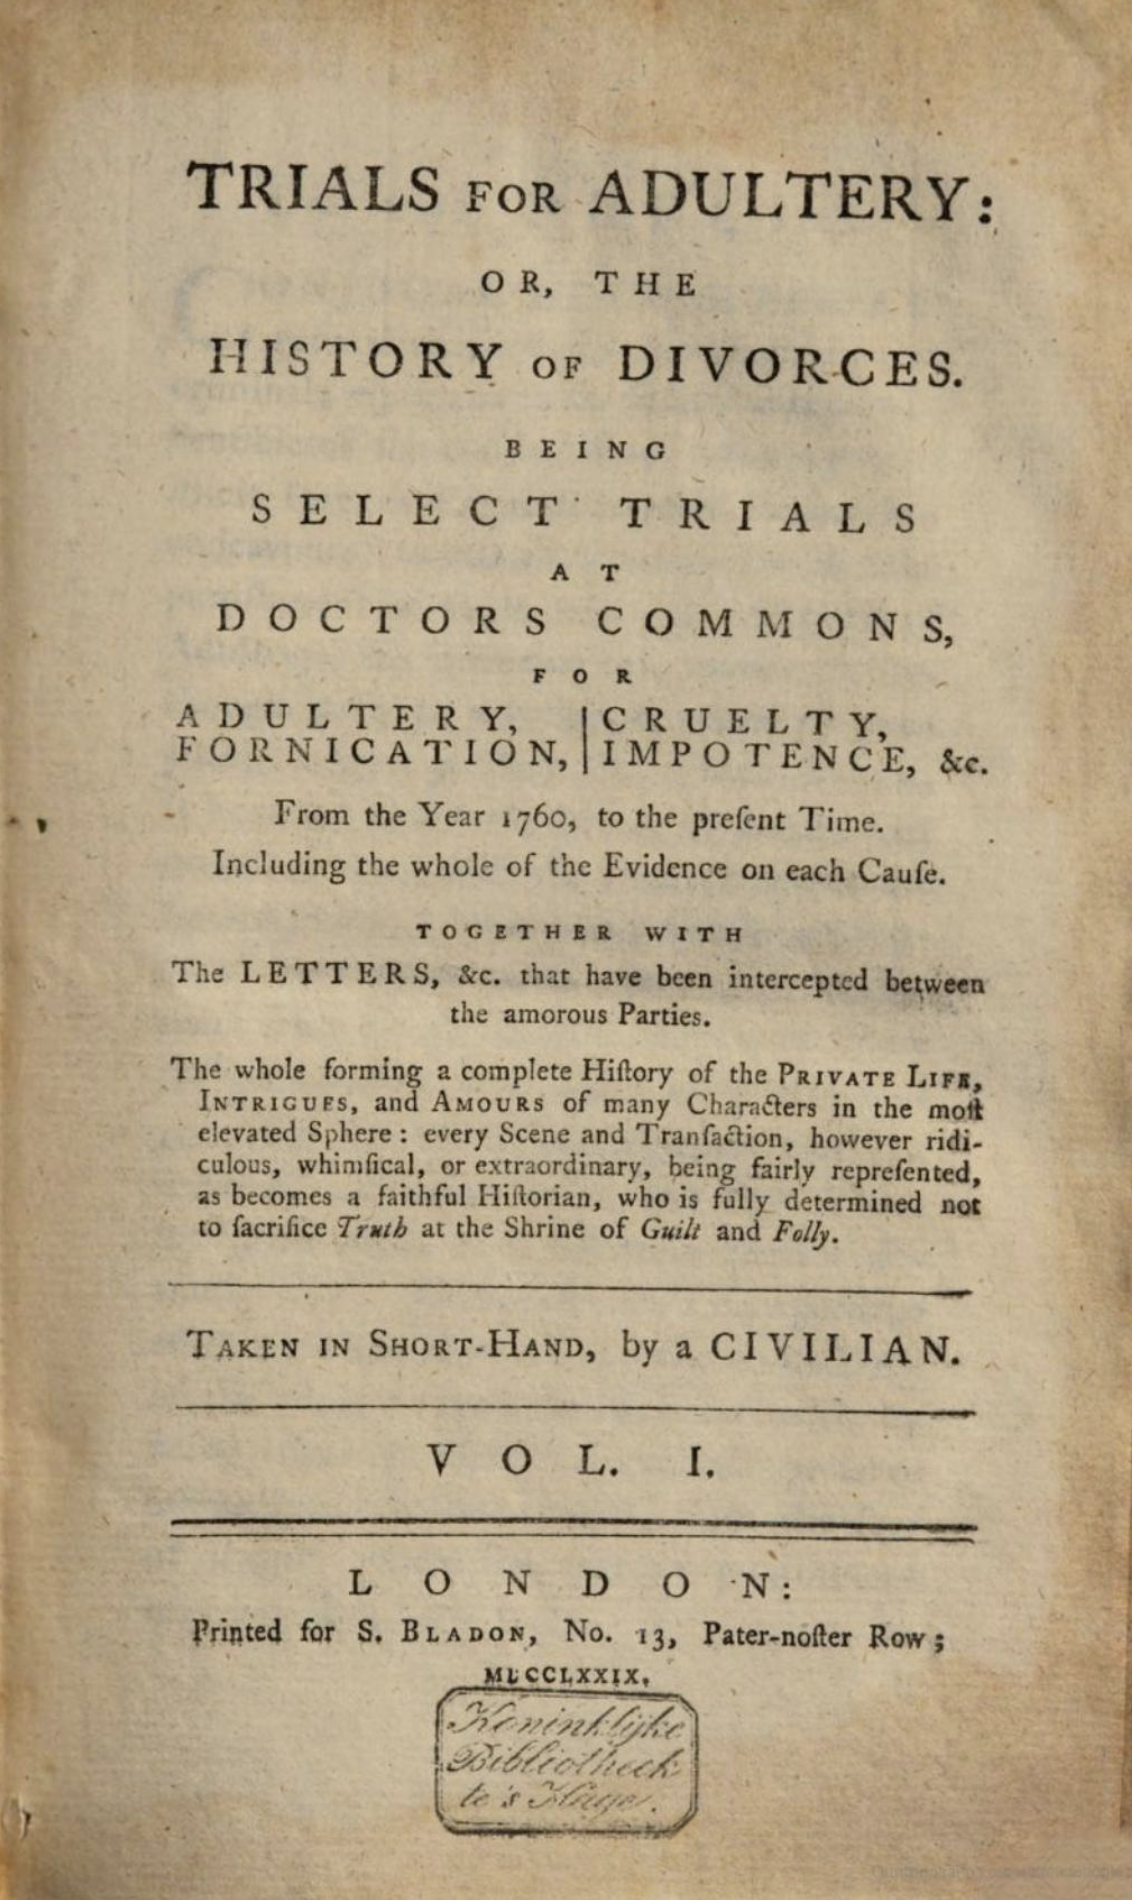 TRIALS FOR ADULTERY:
OR, THE
HISTORY OF DIVORCES.
BEING
SELECT TRIALS
AT
DOCTORS COMMONS,
FOR
ADULTERY, | CRUELTY,
FORNICATION, | IMPOTENCE, &c.
From the Year 1760, to the preſent Time.
Including the whole of the Evidence on each Cauſe.
TOGETHER WITH
The LETTERS, &c. that have been intercepted between
the amorous Parties.
The whole forming a complete Hiſtory of the PRIVATE LIFE,
INTRIGUES, and AMOURS of many Characters in the moſt
elevated Sphere : every Scene and Tranſaction, however ridi-
culous, whimſical, or extraordinary, being fairly repreſented,
as becomes a faithful Hiſtorian, who is fully determined not
to ſacrifice Truth at the Shrine of Guilt and Folly.
TAKEN IN SHORT-HAND, by a CIVILIAN.
VOL. I.
LONDON:
Printed for S. BLADON, No. 13, Pater-noſter Row ;
MDCCLXXIX.
Koninklijke
Bibliotheek
te 's Hage.